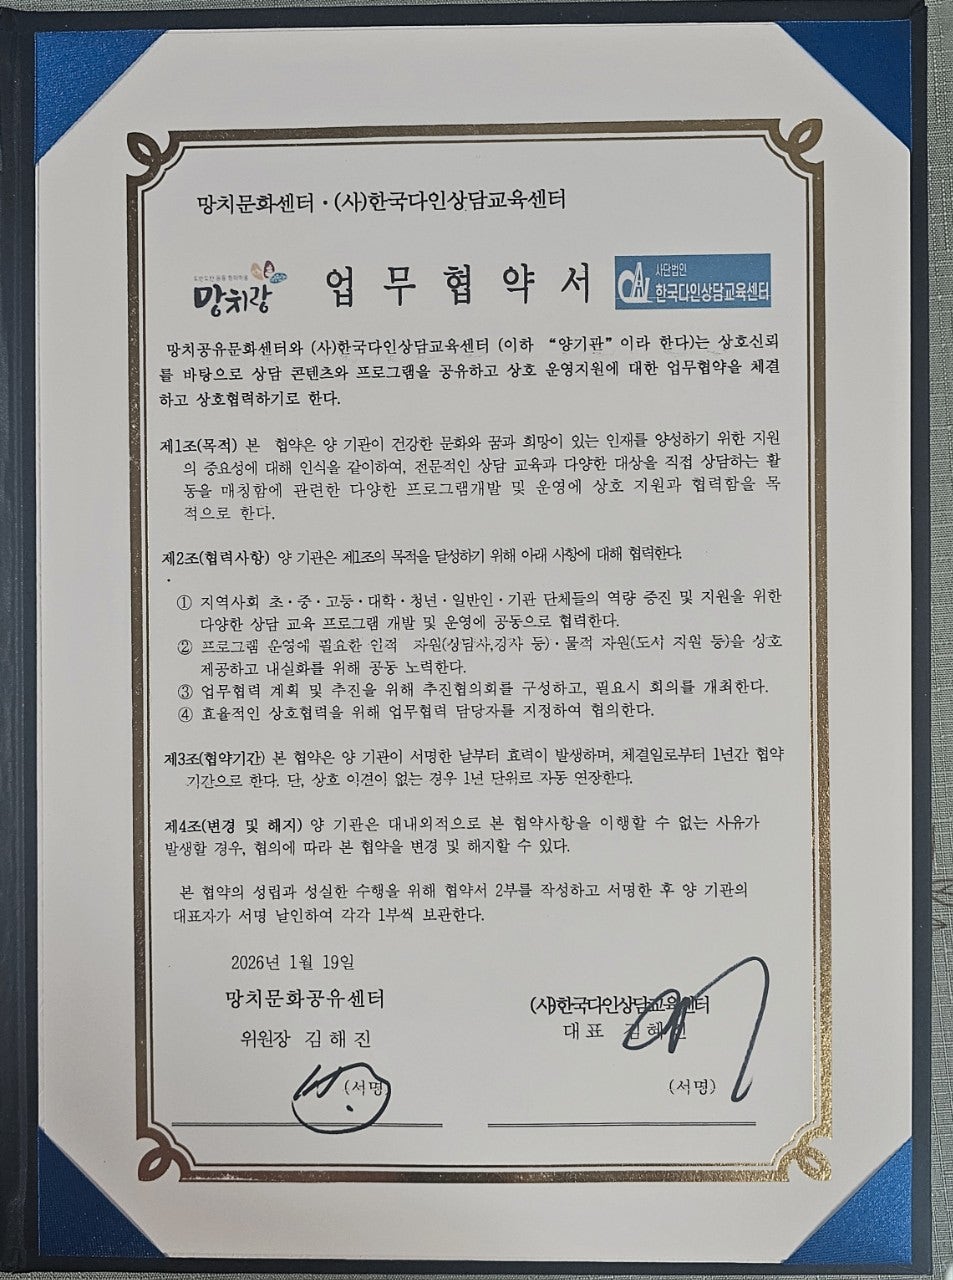 망치문화센터·(사)한국다인상담교육센터
망치랑
업 무 협 약 서
사단법인
한국다인상담교육센터
망치공유문화센터와 (사)한국다인상담교육센터 (이하 “양기관”이라 한다)는 상호신뢰
를 바탕으로 상담 콘텐츠와 프로그램을 공유하고 상호 운영지원에 대한 업무협약을 체결
하고 상호협력하기로 한다.
제1조(목적) 본 협약은 양 기관이 건강한 문화와 꿈과 희망이 있는 인재를 양성하기 위한 지원
의 중요성에 대해 인식을 같이하여, 전문적인 상담 교육과 다양한 대상을 직접 상담하는 활
동을 매칭함에 관련한 다양한 프로그램개발 및 운영에 상호 지원과 협력함을 목
적으로 한다.
제2조(협력사항) 양 기관은 제1조의 목적을 달성하기 위해 아래 사항에 대해 협력한다.
① 지역사회 초·중·고등·대학·청년·일반인·기관 단체들의 역량 증진 및 지원을 위한
다양한 상담 교육 프로그램 개발 및 운영에 공동으로 협력한다.
② 프로그램 운영에 필요한 인적 자원(상담사,강사 등)·물적 자원(도서 지원 등)을 상호
제공하고 내실화를 위해 공동 노력한다.
③ 업무협력 계획 및 추진을 위해 추진협의회를 구성하고, 필요시 회의를 개최한다.
④ 효율적인 상호협력을 위해 업무협력 담당자를 지정하여 협의한다.
제3조(협약기간) 본 협약은 양 기관이 서명한 날부터 효력이 발생하며, 체결일로부터 1년간 협약
기간으로 한다. 단, 상호 이견이 없는 경우 1년 단위로 자동 연장한다.
제4조(변경 및 해지) 양 기관은 대내외적으로 본 협약사항을 이행할 수 없는 사유가
발생할 경우, 협의에 따라 본 협약을 변경 및 해지할 수 있다.
본 협약의 성립과 성실한 수행을 위해 협약서 2부를 작성하고 서명한 후 양 기관의
대표자가 서명 날인하여 각각 1부씩 보관한다.
2026년 1월 19일
망치문화공유센터
위원장 김 해 진
(서명)
(사)한국다인상담교육센터
대 표 김 혜 진
(서명)